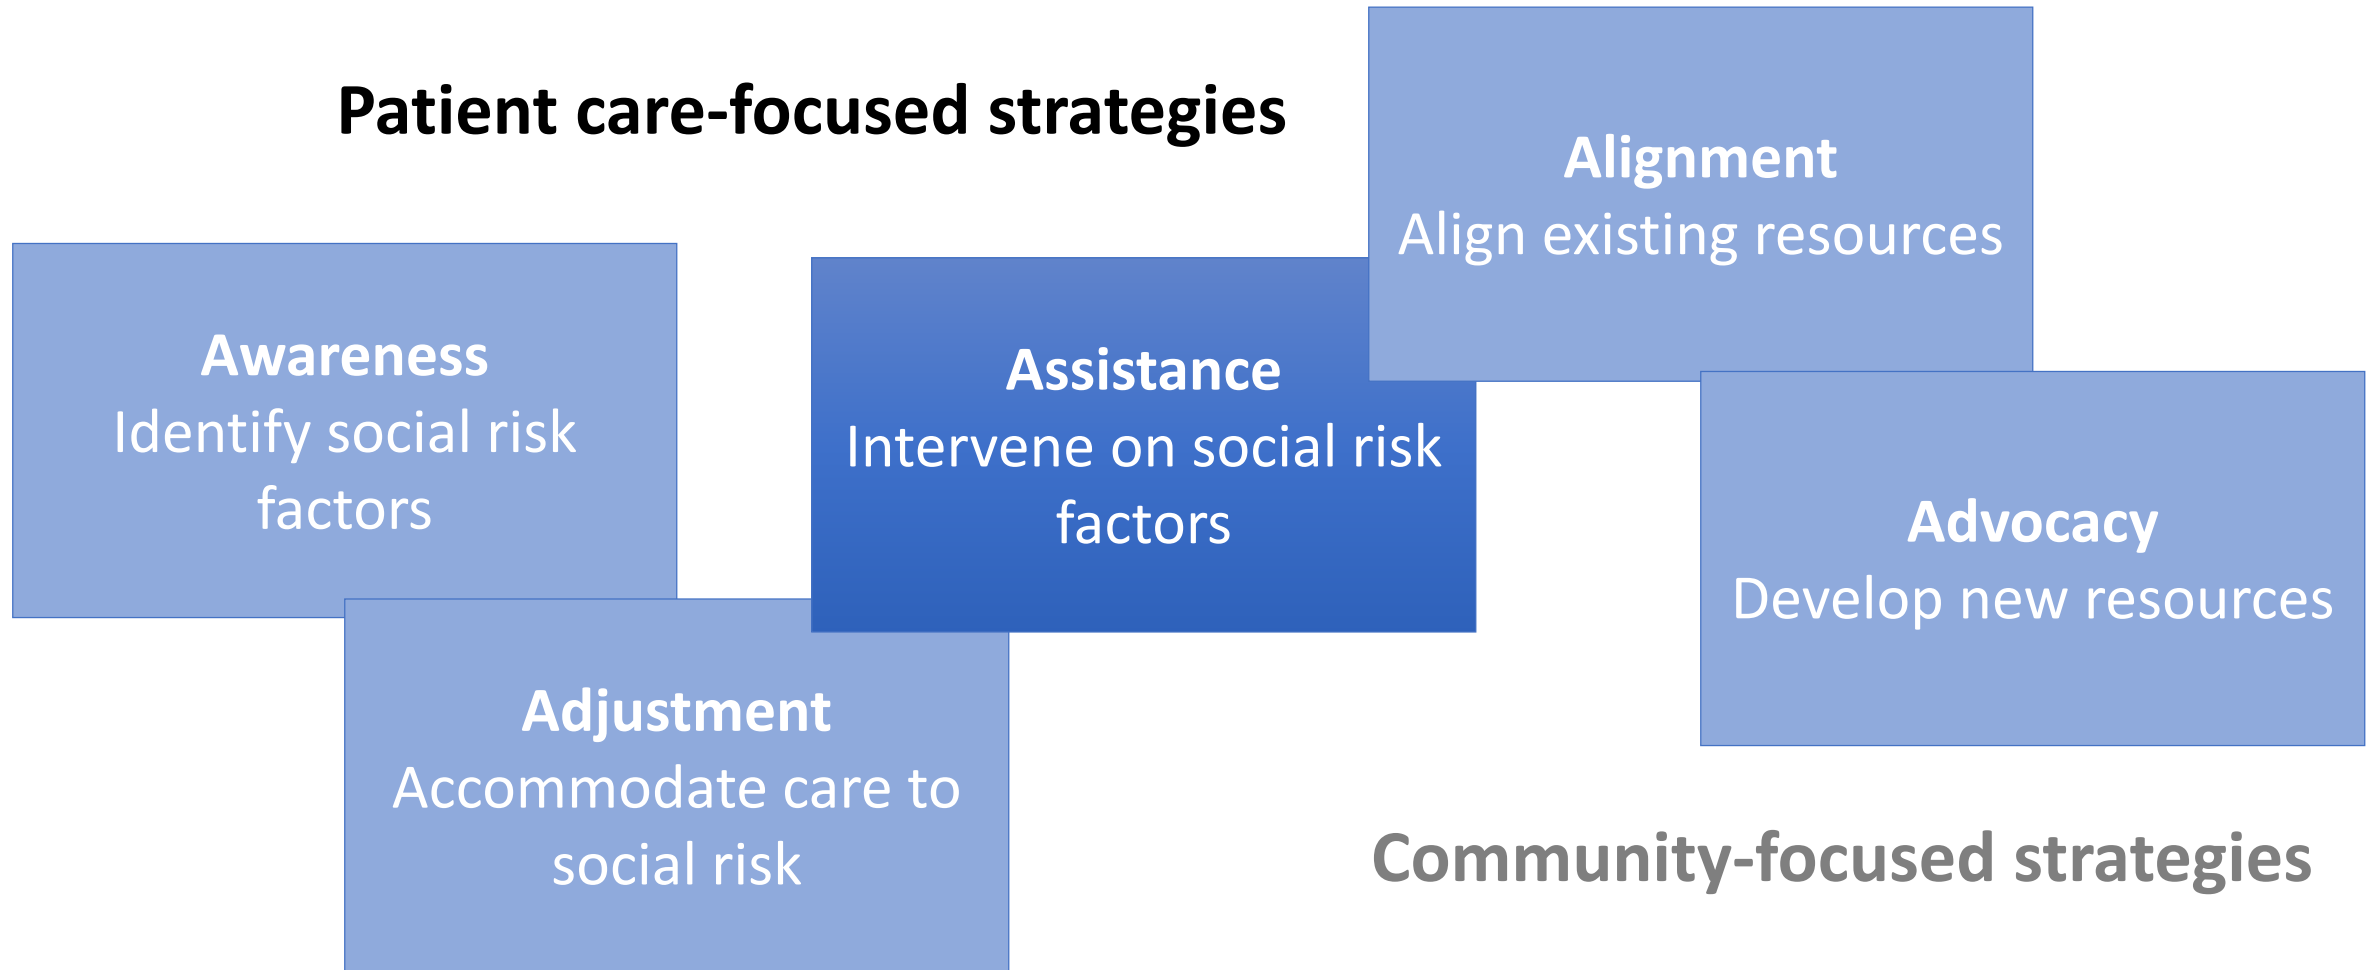 Patient care-focused strategies
Awareness
Identify social risk
factors
Adjustment
Accommodate care to
social risk
Assistance
Intervene on social risk
factors
Alignment
Align existing resources
Advocacy
Develop new resources
Community-focused strategies